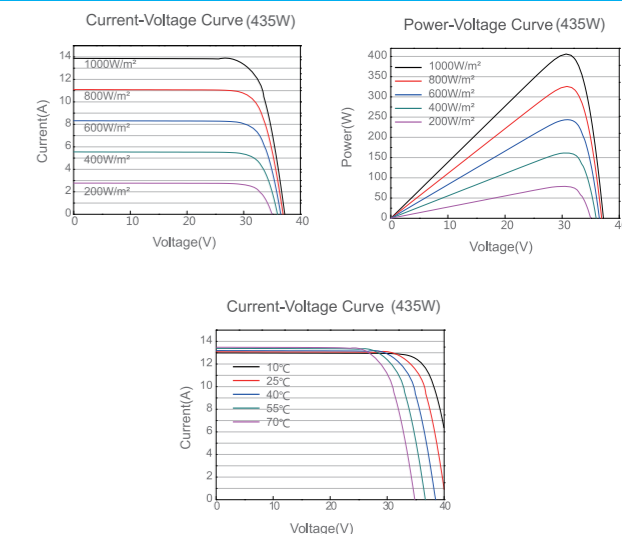 Current-Voltage Curve (435W)
14
12
10
8
6
4
2
0
1000W/m²
800W/m²
600W/m²
400W/m²
200W/m²
Current(A)
0
10
20
30
40
Voltage(V)
Power-Voltage Curve (435W)
400
350
300
250
200
150
100
50
0
1000W/m²
800W/m²
600W/m²
400W/m²
200W/m²
Power(W)
0
10
20
30
40
Voltage(V)
Current-Voltage Curve (435W)
14
12
10
8
6
4
2
0
10℃
25℃
40℃
55℃
70℃
Current(A)
0
10
20
30
40
Voltage(V)